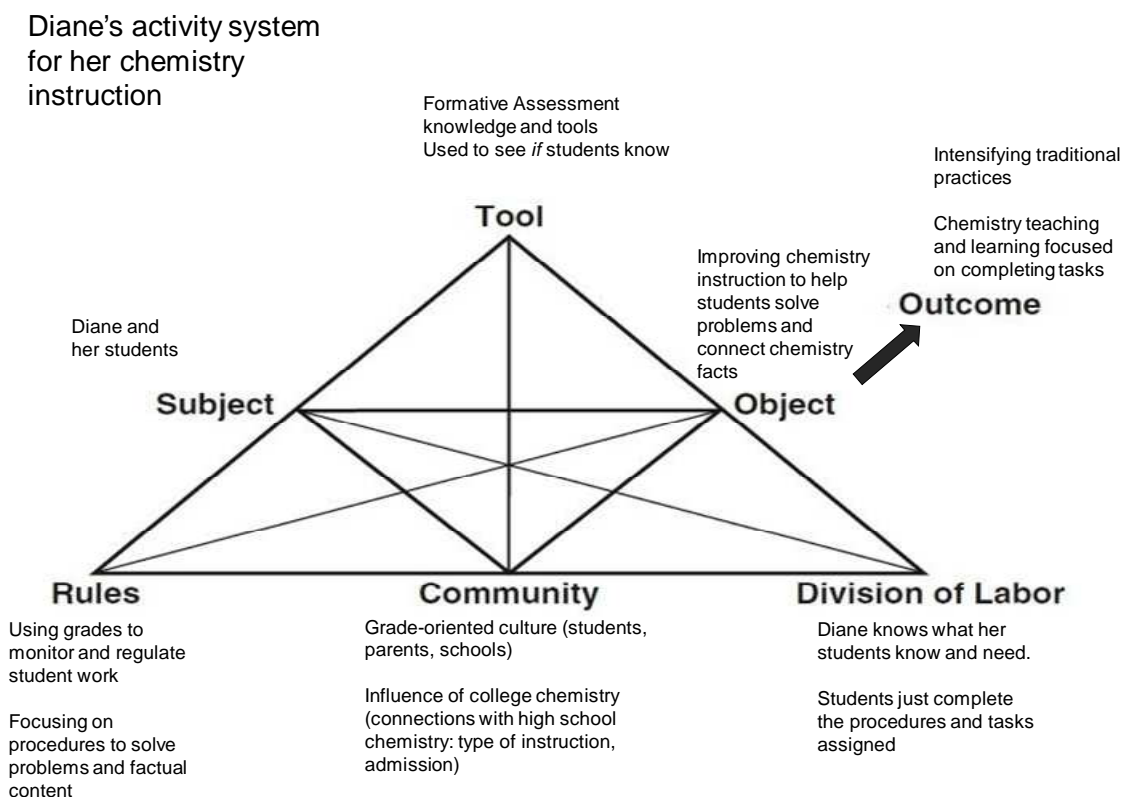 Diane's activity system
for her chemistry
instruction
Formative Assessment
knowledge and tools
Used to see if students know
Intensifying traditional
practices
Chemistry teaching
and learning focused
on completing tasks
Tool
Improving chemistry
instruction to help
students solve
problems and
connect chemistry
facts
Outcome
Diane and
her students
Subject
Object
Rules
Community
Division of Labor
Using grades to
monitor and regulate
student work
Focusing on
procedures to solve
problems and factual
content
Grade-oriented culture (students,
parents, schools)
Influence of college chemistry
(connections with high school
chemistry: type of instruction,
admission)
Diane knows what her
students know and need.
Students just complete
the procedures and tasks
assigned